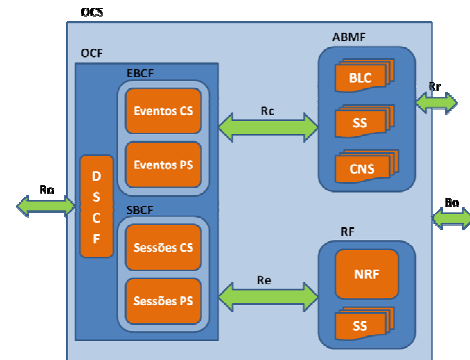 OCS
OCF
ABMF
EBCF
BLC
Rr
Eventos CS
Rc
SS
Eventos PS
D
S
C
F
CNS
Ro
SBCF
Bo
RF
Sessões CS
NRF
Re
Sessões PS
SS